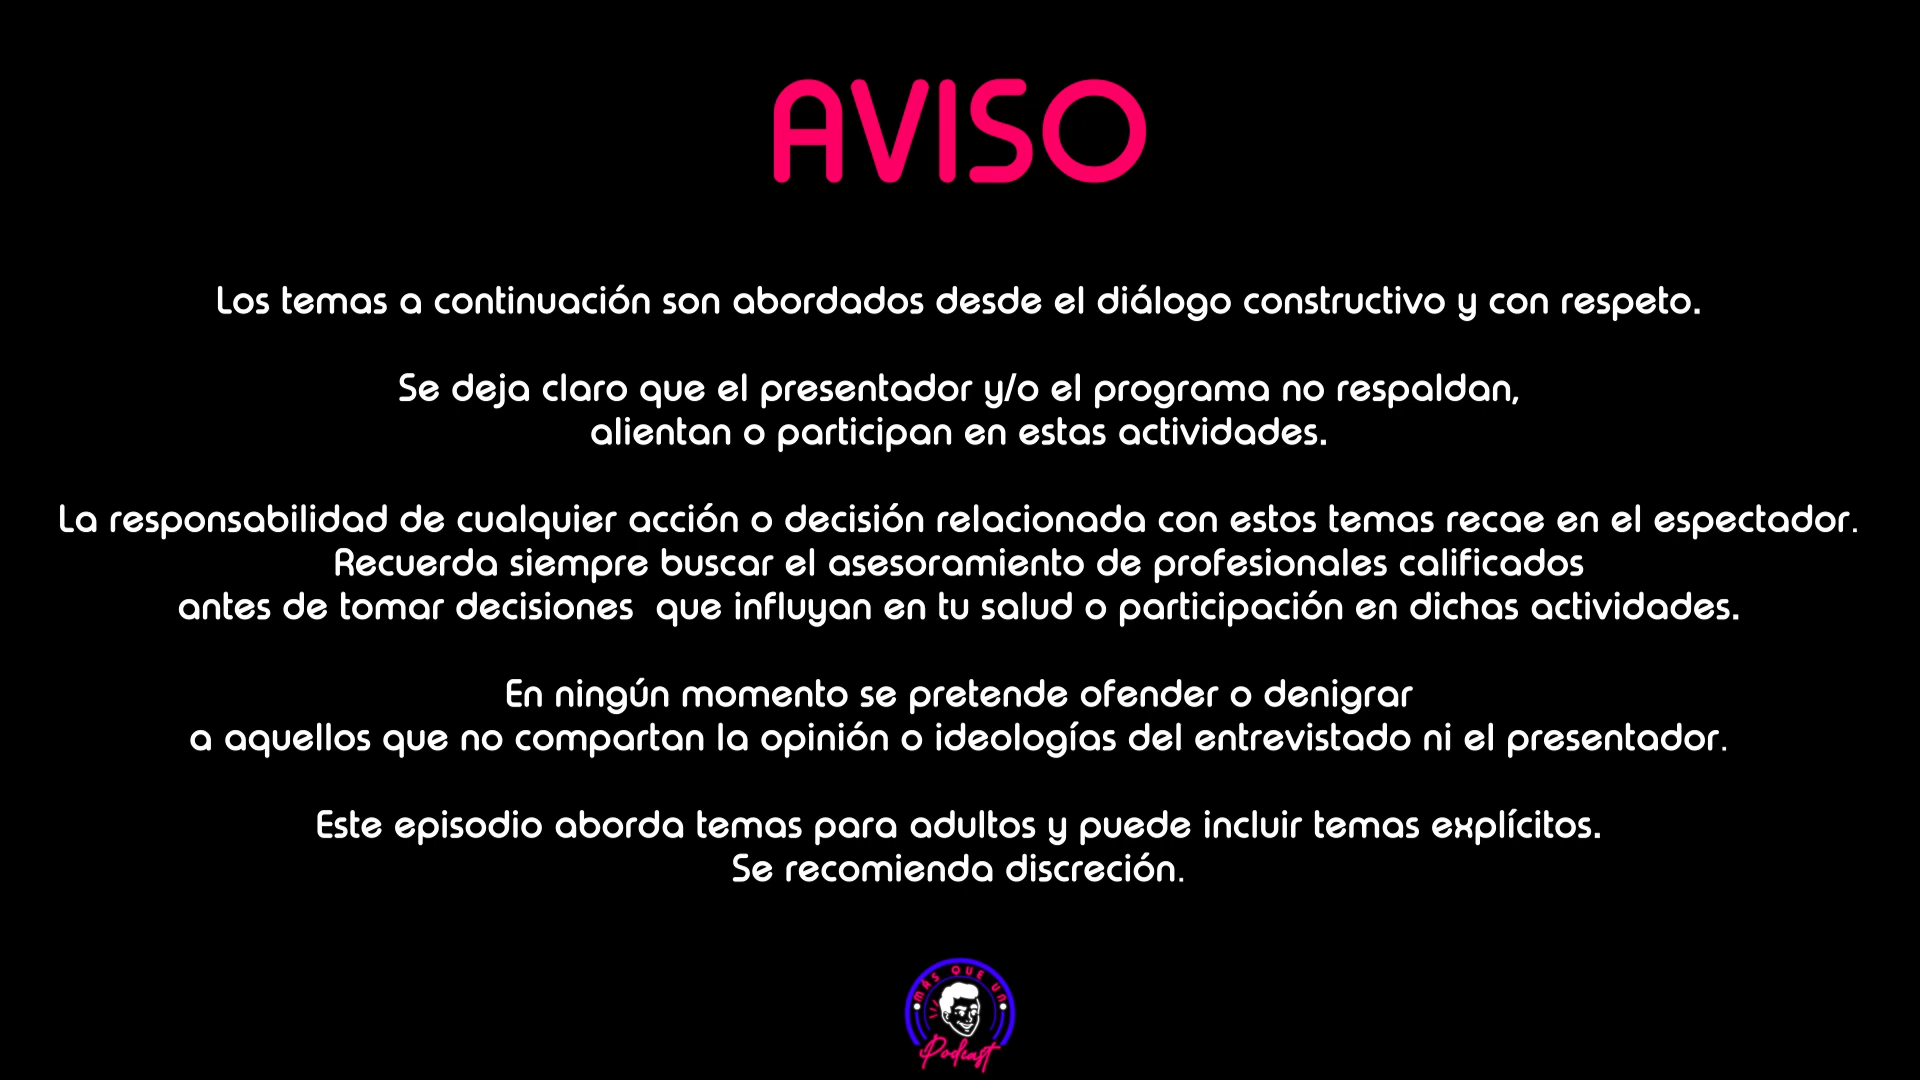 AVISO
Los temas a continuación son abordados desde el diálogo constructivo y con respeto.
Se deja claro que el presentador y/o el programa no respaldan,
alientan o participan en estas actividades.
La responsabilidad de cualquier acción o decisión relacionada con estos temas recae en el espectador.
Recuerda siempre buscar el asesoramiento de profesionales calificados
antes de tomar decisiones  que influyan en tu salud o participación en dichas actividades.
En ningún momento se pretende ofender o denigrar
a aquellos que no compartan la opinión o ideologías del entrevistado ni el presentador.
Este episodio aborda temas para adultos y puede incluir temas explícitos.
Se recomienda discreción.
MÁS QUE UN
Podcast